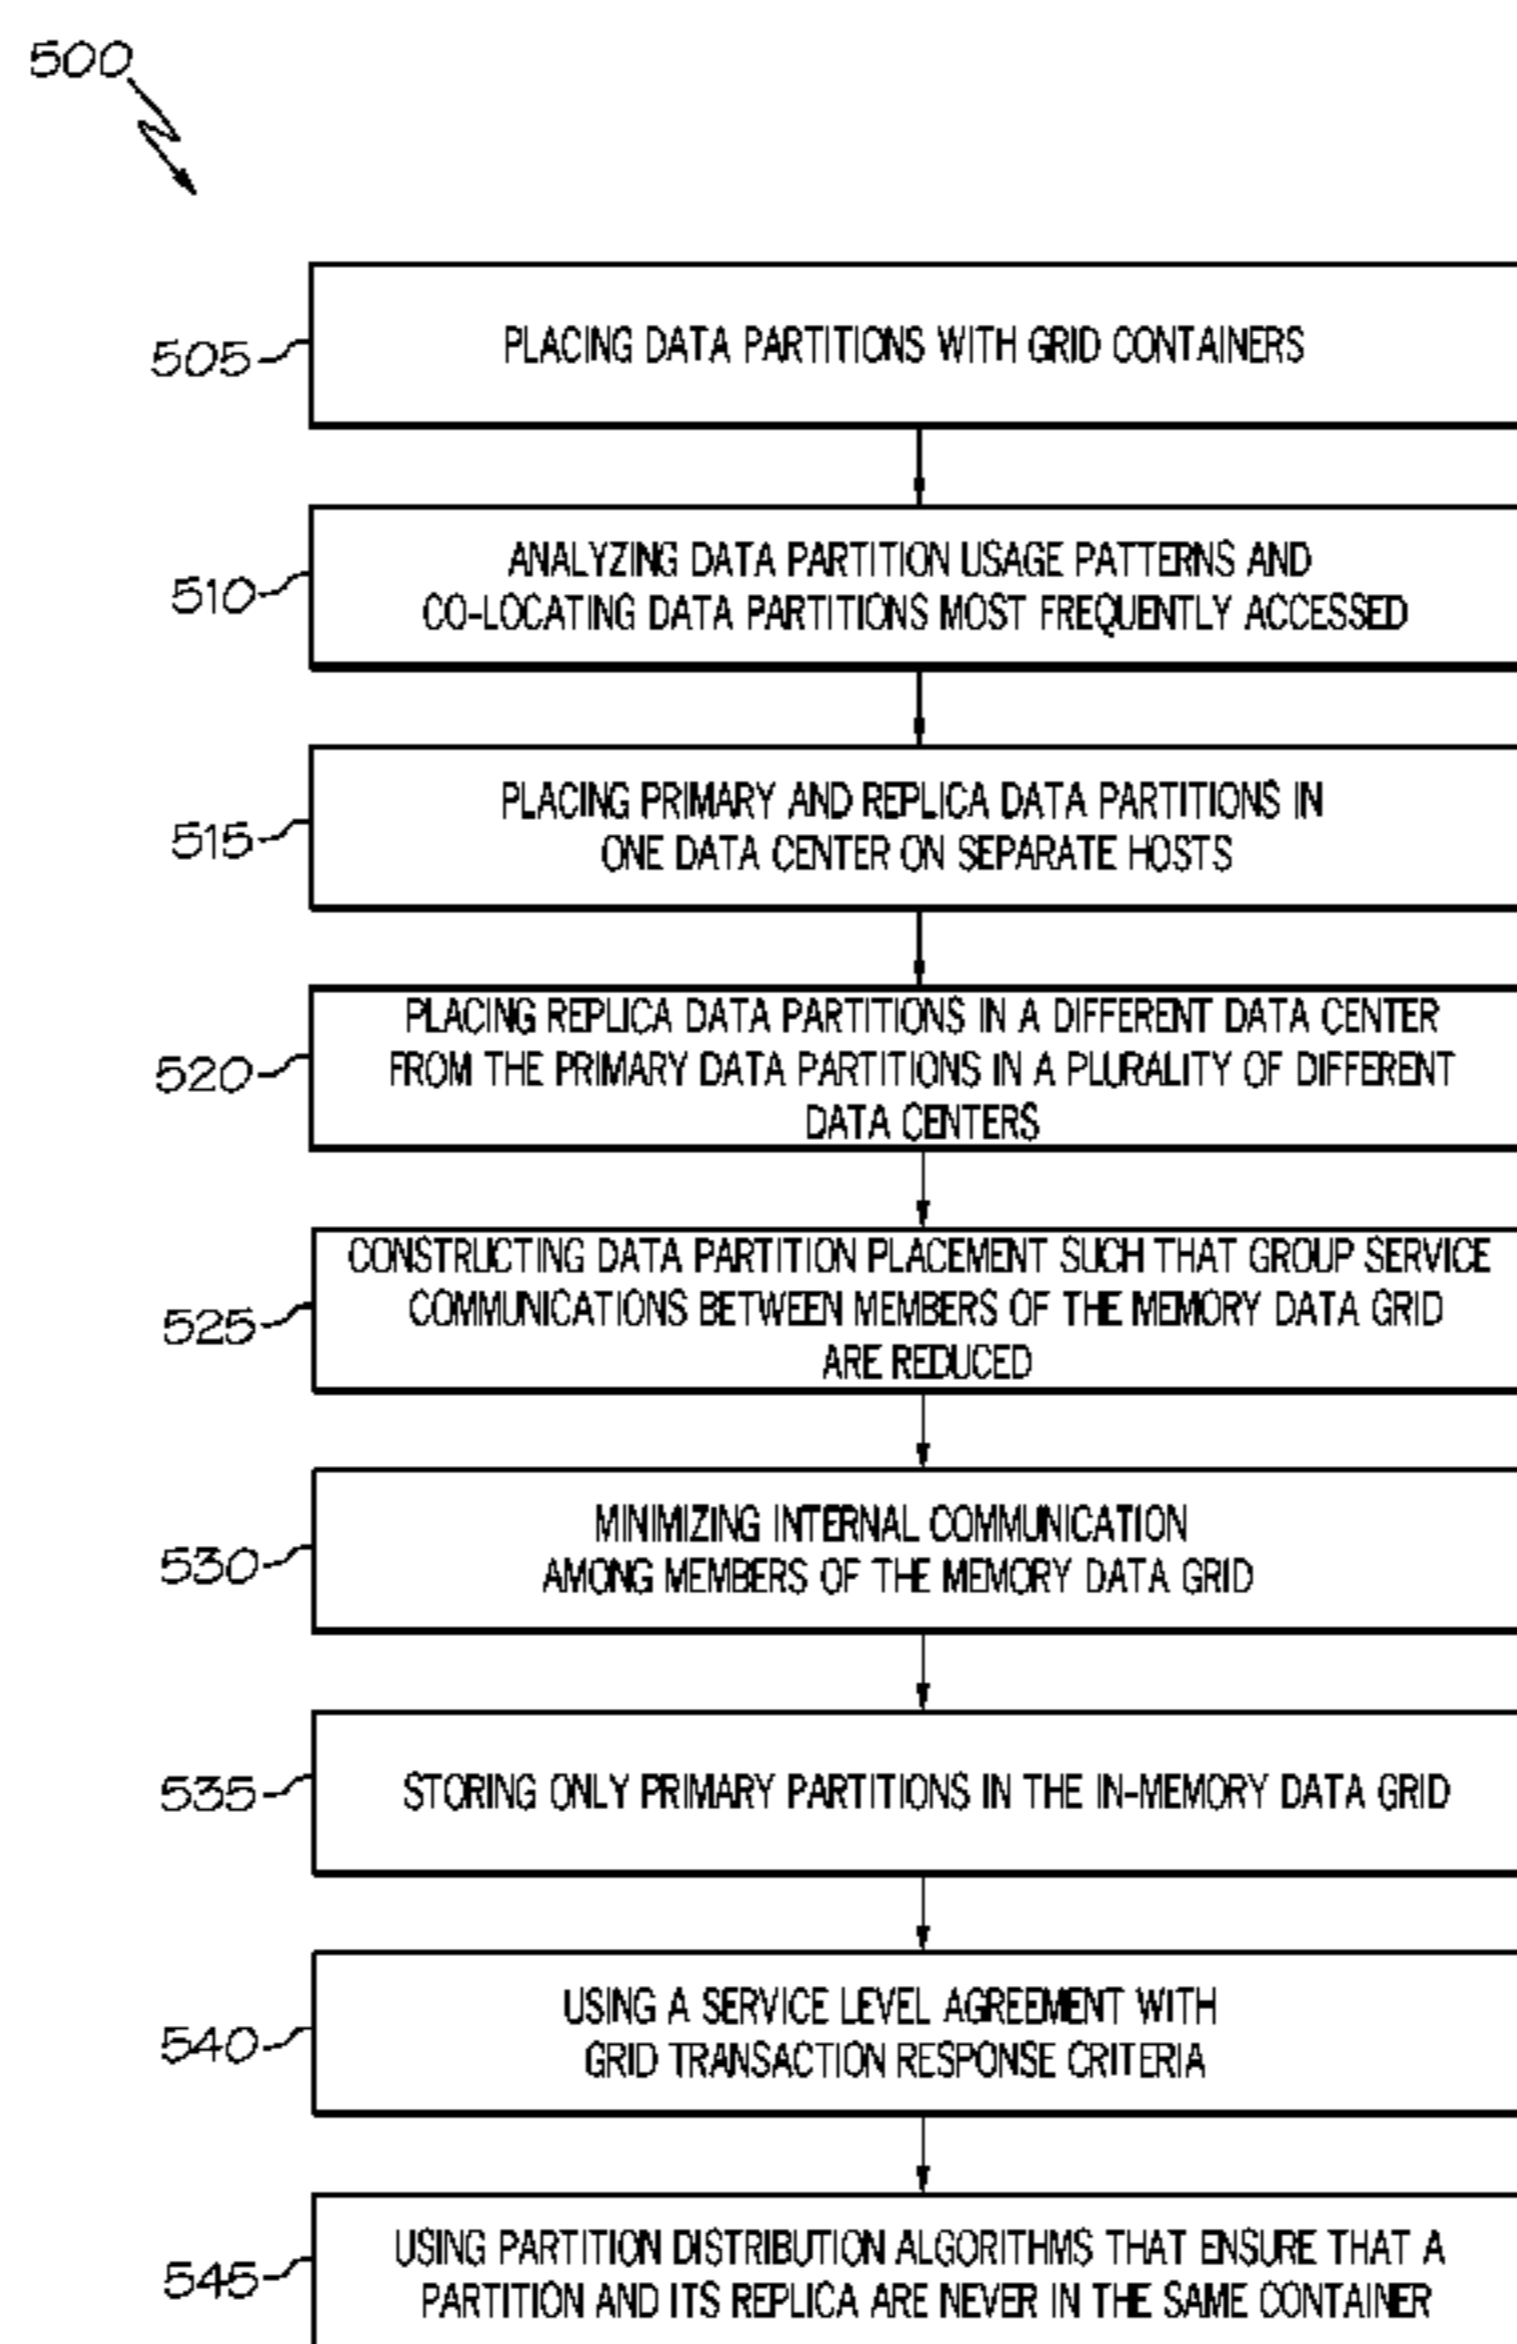 500
505
PLACING DATA PARTITIONS WITH GRID CONTAINERS
510
ANALYZING DATA PARTITION USAGE PATTERNS AND
CO-LOCATING DATA PARTITIONS MOST FREQUENTLY ACCESSED
515
PLACING PRIMARY AND REPLICA DATA PARTITIONS IN
ONE DATA CENTER ON SEPARATE HOSTS
520
PLACING REPLICA DATA PARTITIONS IN A DIFFERENT DATA CENTER
FROM THE PRIMARY DATA PARTITIONS IN A PLURALITY OF DIFFERENT
DATA CENTERS
525
CONSTRUCTING DATA PARTITION PLACEMENT SUCH THAT GROUP SERVICE
COMMUNICATIONS BETWEEN MEMBERS OF THE MEMORY DATA GRID
ARE REDUCED
530
MINIMIZING INTERNAL COMMUNICATION
AMONG MEMBERS OF THE MEMORY DATA GRID
535
STORING ONLY PRIMARY PARTITIONS IN THE IN-MEMORY DATA GRID
540
USING A SERVICE LEVEL AGREEMENT WITH
GRID TRANSACTION RESPONSE CRITERIA
545
USING PARTITION DISTRIBUTION ALGORITHMS THAT ENSURE THAT A
PARTITION AND ITS REPLICA ARE NEVER IN THE SAME CONTAINER